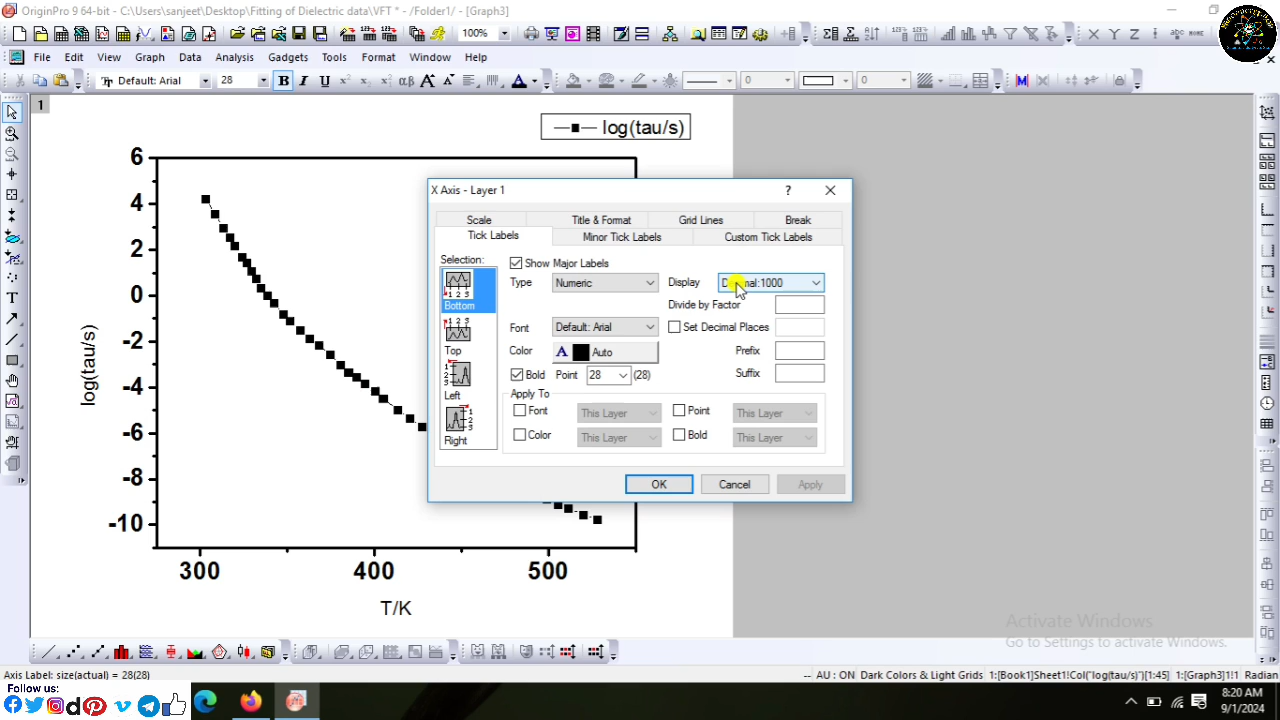 OriginPro 9 64-bit - C:\Users\sanjeet\Desktop\Fitting of Dielectric data\VFT * - /Folder1/ - [Graph3]
100%
File Edit View Graph Data Analysis Gadgets Tools Format Window Help
Default: Arial 28 B I U 0 0
1
log(tau/s)
6
4
2
0
-2
-4
-6
-8
-10
log(tau/s)
300 400 500
T/K
X Axis - Layer 1
Scale Title & Format Grid Lines Break
Tick Labels Minor Tick Labels Custom Tick Labels
Selection:
Bottom
Top
Left
Right
Show Major Labels
Type Numeric Display Decimal:1000
Divide by Factor
Font Default: Arial Set Decimal Places
Color Auto Prefix
Bold Point 28 (28) Suffix
Apply To
Font This Layer Point This Layer
Color This Layer Bold This Layer
OK Cancel Apply
Activate Windows
Go to Settings to activate Windows.
Axis Label: size(actual) = 28(28)
-- AU : ON Dark Colors & Light Grids 1:[Book1]Sheet1!Col("log(tau/s)")[1:45] 1:[Graph3]1!1 Radian
Follow us:
8:20 AM
9/1/2024